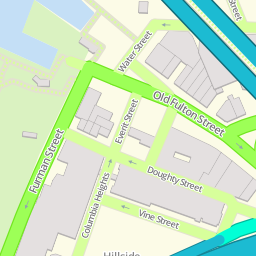 Water Street
Old Fulton Street
Everit Street
Furman Street
Doughty Street
Columbia Heights
Vine Street
Hillside